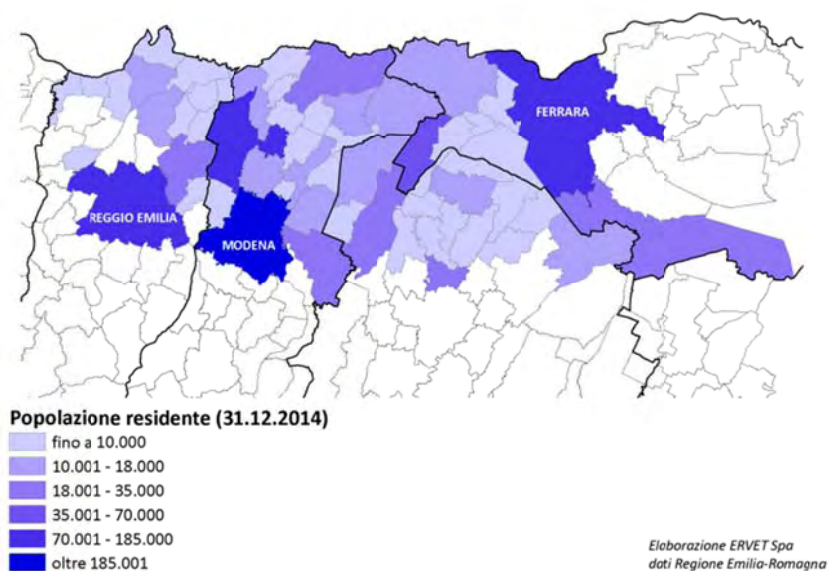 FERRARA
REGGIO EMILIA
MODENA
Popolazione residente (31.12.2014)
fino a 10.000
10.001 - 18.000
18.001 - 35.000
35.001 - 70.000
70.001 - 185.000
oltre 185.001
Elaborazione ERVET Spa
dati Regione Emilia-Romagna